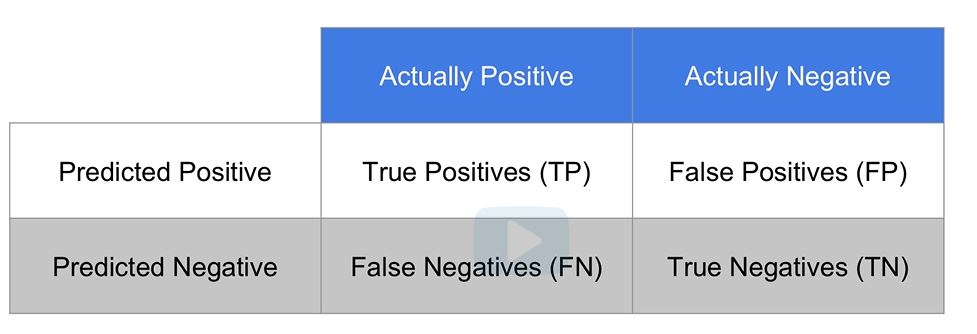 Actually Positive
Actually Negative
Predicted Positive
True Positives (TP)
False Positives (FP)
Predicted Negative
False Negatives (FN)
True Negatives (TN)